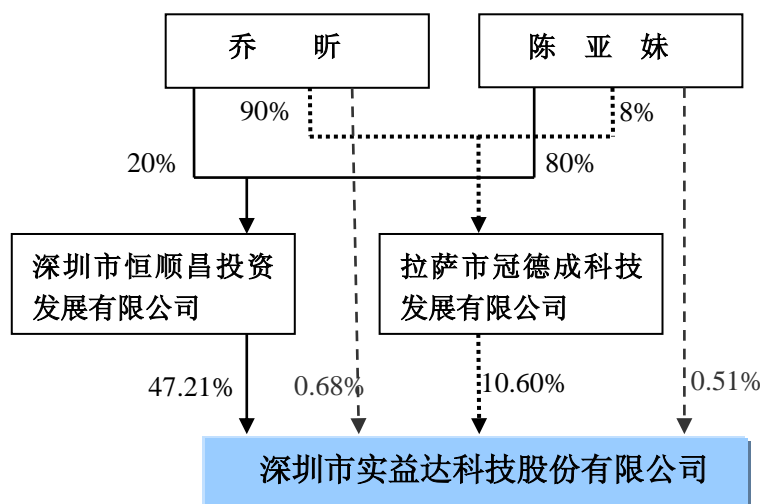 乔 昕
陈 亚 妹
90%
8%
20%
80%
深圳市恒顺昌投资
发展有限公司
拉萨市冠德成科技
发展有限公司
47.21%
0.68%
10.60%
0.51%
深圳市实益达科技股份有限公司